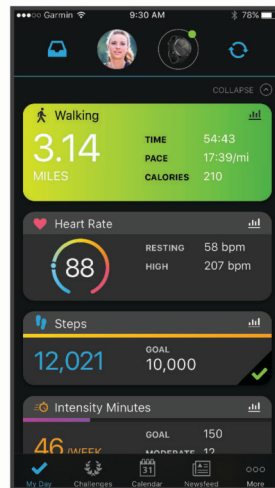 Garmin 9:30 AM 78%
COLLAPSE
Walking
3.14
MILES
TIME 54:43
PACE 17:39/mi
CALORIES 210
Heart Rate
88
RESTING 58 bpm
HIGH 207 bpm
Steps
12,021
GOAL
10,000
Intensity Minutes
46 /WEEK
GOAL 150
MODERATE 12
31
My Day Challenges Calendar Newsfeed More